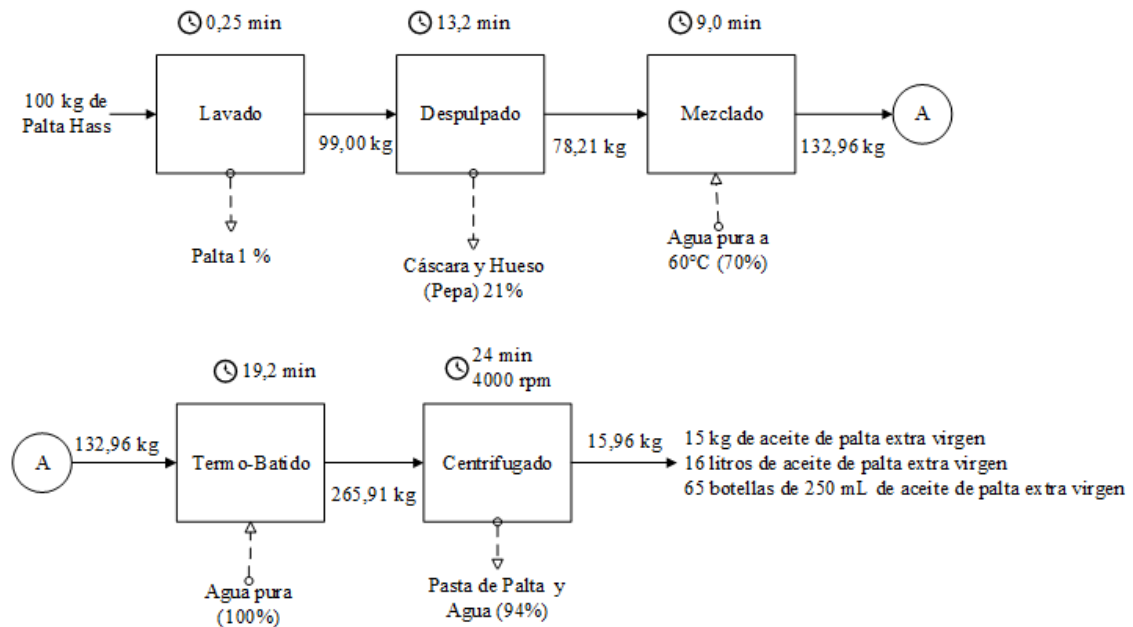 0,25 min
13,2 min
9,0 min
100 kg de
Palta Hass
Lavado
99,00 kg
Despulpado
78,21 kg
Mezclado
132,96 kg
A
Palta 1 %
Cáscara y Hueso
(Pepa) 21%
Agua pura a
60°C (70%)
19,2 min
24 min
4000 rpm
A
132,96 kg
Termo-Batido
265,91 kg
Centrifugado
15,96 kg
15 kg de aceite de palta extra virgen
16 litros de aceite de palta extra virgen
65 botellas de 250 mL de aceite de palta extra virgen
Agua pura
(100%)
Pasta de Palta y
Agua (94%)